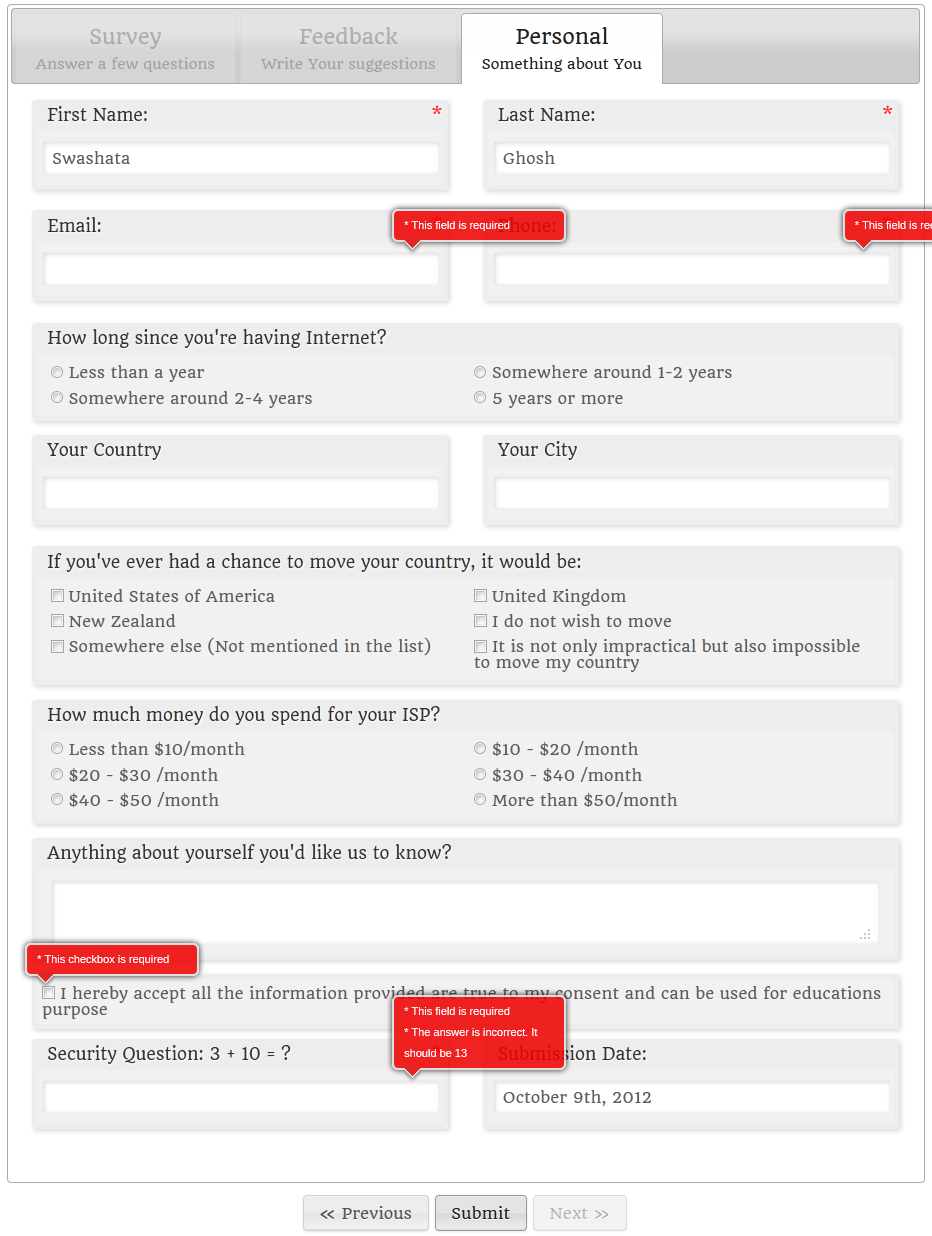 Survey
Answer a few questions
Feedback
Write Your suggestions
Personal
Something about You
First Name:
*
Last Name:
*
Swashata
Ghosh
Email:
* This field is required
Phone:
* This field is req
How long since you're having Internet?
Less than a year
Somewhere around 1-2 years
Somewhere around 2-4 years
5 years or more
Your Country
Your City
If you've ever had a chance to move your country, it would be:
United States of America
United Kingdom
New Zealand
I do not wish to move
Somewhere else (Not mentioned in the list)
It is not only impractical but also impossible
to move my country
How much money do you spend for your ISP?
Less than $10/month
$10 - $20 /month
$20 - $30 /month
$30 - $40 /month
$40 - $50 /month
More than $50/month
Anything about yourself you'd like us to know?
* This checkbox is required
I hereby accept all the information provided are true to my consent and can be used for educations
purpose
* This field is required
* The answer is incorrect. It
should be 13
Security Question: 3 + 10 = ?
Submission Date:
October 9th, 2012
« Previous
Submit
Next »